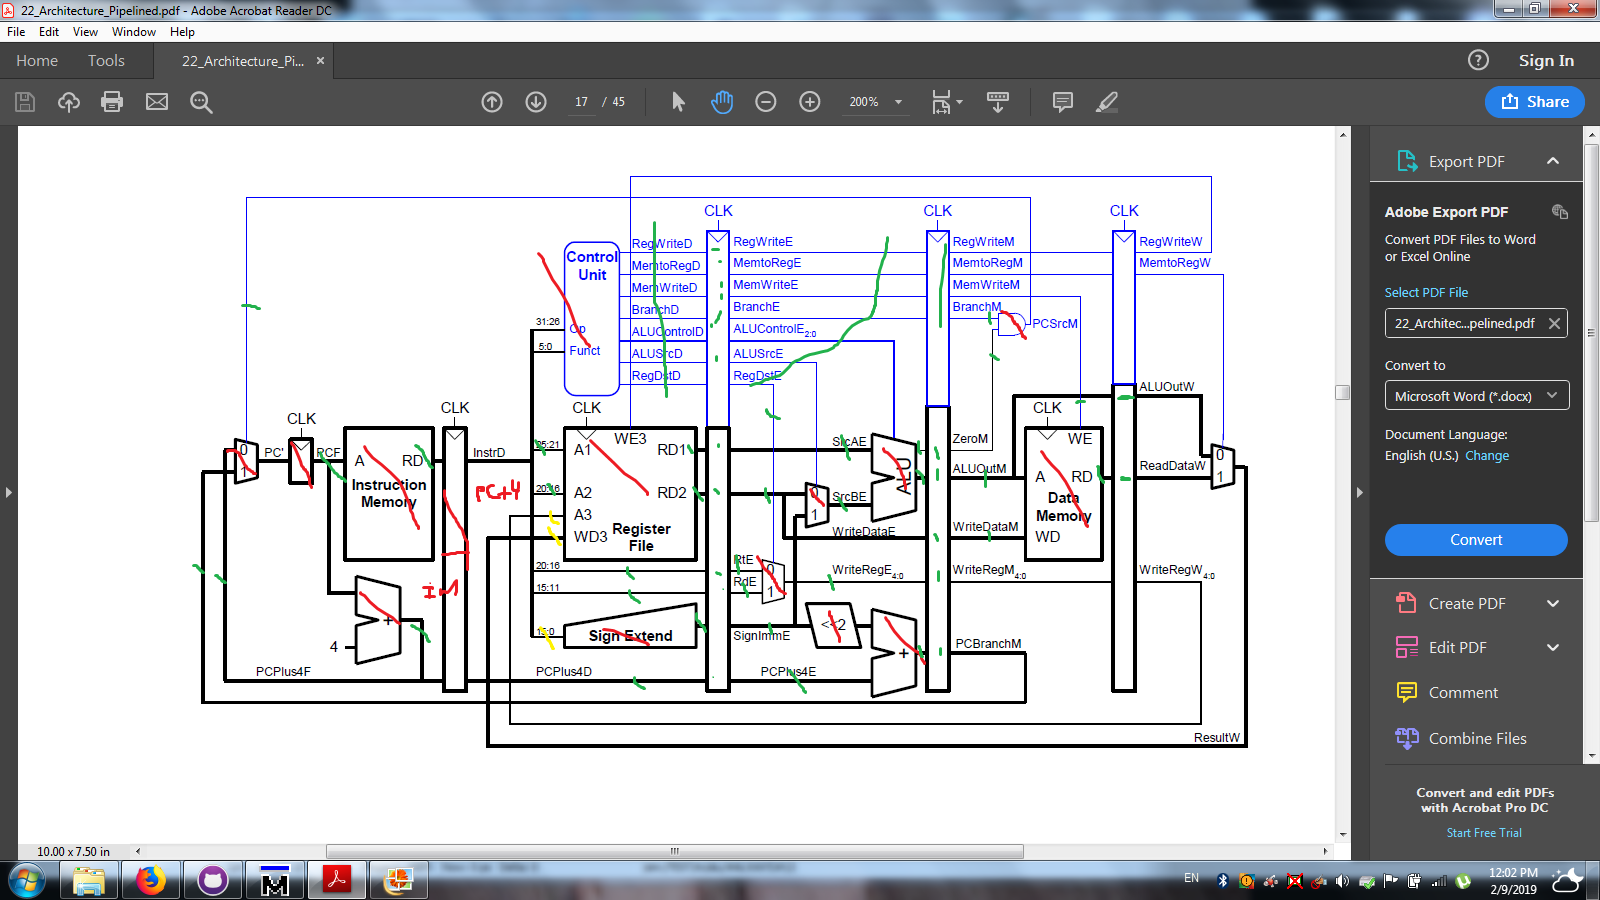 22_Architecture_Pipelined.pdf - Adobe Acrobat Reader DC
File Edit View Window Help
Home Tools 22_Architecture_Pi... × ? Sign In
17 / 45 200% Share
Export PDF
Adobe Export PDF
Convert PDF Files to Word
or Excel Online
Select PDF File
22_Architec...pelined.pdf
Convert to
Microsoft Word (*.docx)
Document Language:
English (U.S.) Change
Convert
Create PDF
Edit PDF
Comment
Combine Files
Convert and edit PDFs
with Acrobat Pro DC
Start Free Trial
CLK CLK CLK
Control
Unit
Op
Funct
31:26
5:0
RegWriteD RegWriteE RegWriteM RegWriteW
MemtoRegD MemtoRegE MemtoRegM MemtoRegW
MemWriteD MemWriteE MemWriteM
BranchD BranchE BranchM
PCSrcM
ALUControlD ALUControlE2:0
ALUSrcD ALUSrcE
RegDstD RegDstE
ALUOutW
CLK CLK CLK CLK
0
1
PC'
PCF
A RD
Instruction
Memory
InstrD
PC+4
iM
25:21
20:16
A1
A2
A3
WD3
WE3
RD1
RD2
Register
File
SrcAE
0
1
SrcBE
ALU
ZeroM
ALUOutM
WE
A RD
Data
Memory
WD
ReadDataW
0
1
WriteDataE WriteDataM
20:16 RtE
15:11 RdE
0
1
WriteRegE4:0 WriteRegM4:0 WriteRegW4:0
15:0
Sign Extend
SignImmE
<<2
+
+
4
PCBranchM
PCPlus4F PCPlus4D PCPlus4E
ResultW
10.00 x 7.50 in
EN
12:02 PM
2/9/2019